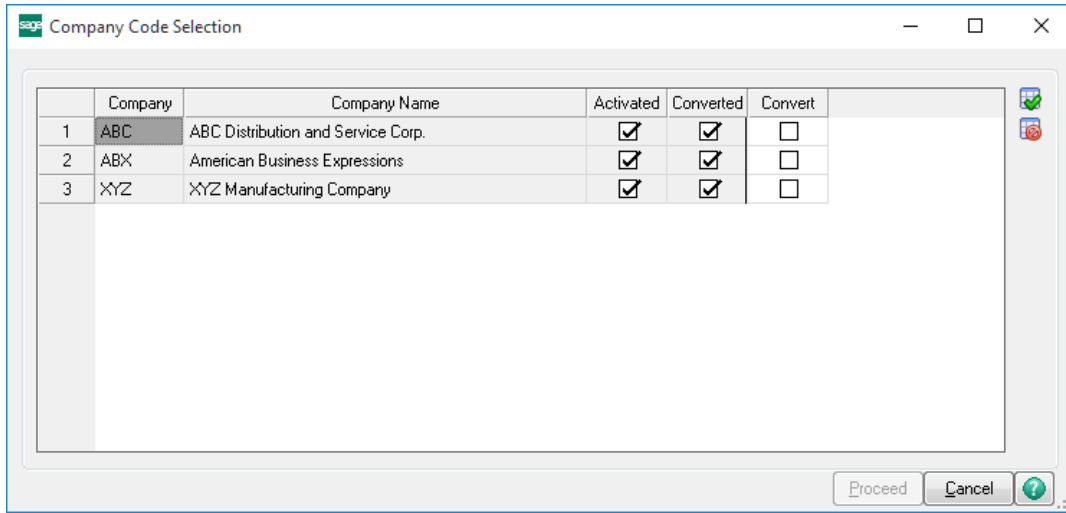 sage Company Code Selection
Company Company Name Activated Converted Convert
1 ABC ABC Distribution and Service Corp.
2 ABX American Business Expressions
3 XYZ XYZ Manufacturing Company
Proceed Cancel ?